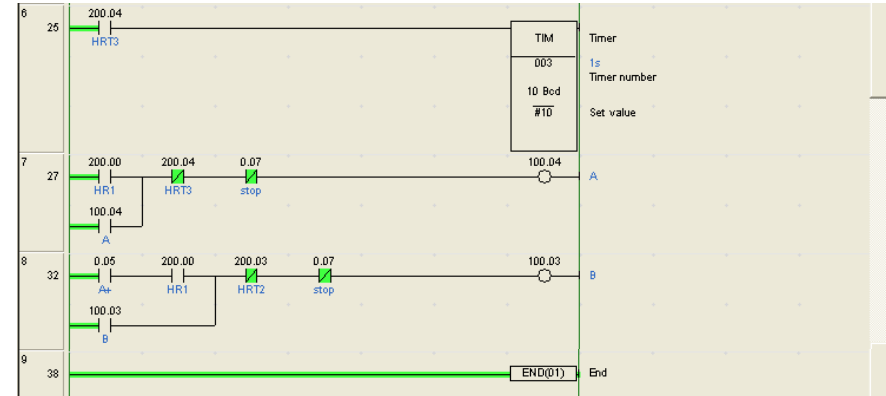 6
200.04
25
HRT3
TIM
Timer
003
1s
Timer number
10 Bcd
#10
Set value
7
200.00 200.04 0.07 100.04
27
HR1 HRT3 stop
A
100.04
A
8
0.05 200.00 200.03 0.07 100.03
32
A+ HR1 HRT2 stop
B
100.03
B
9
38
END(01)
End